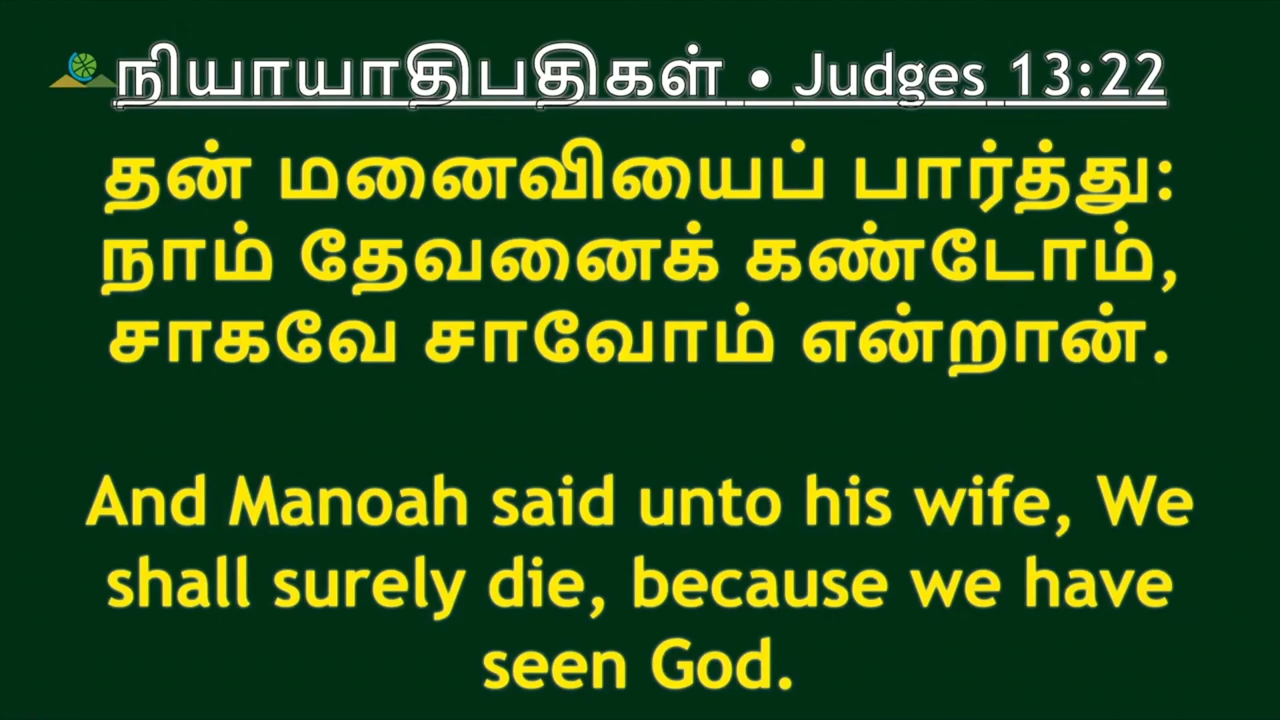 நியாயாதிபதிகள் • Judges 13:22
தன் மனைவியைப் பார்த்து:
நாம் தேவனைக் கண்டோம்,
சாகவே சாவோம் என்றான்.
And Manoah said unto his wife, We
shall surely die, because we have
seen God.